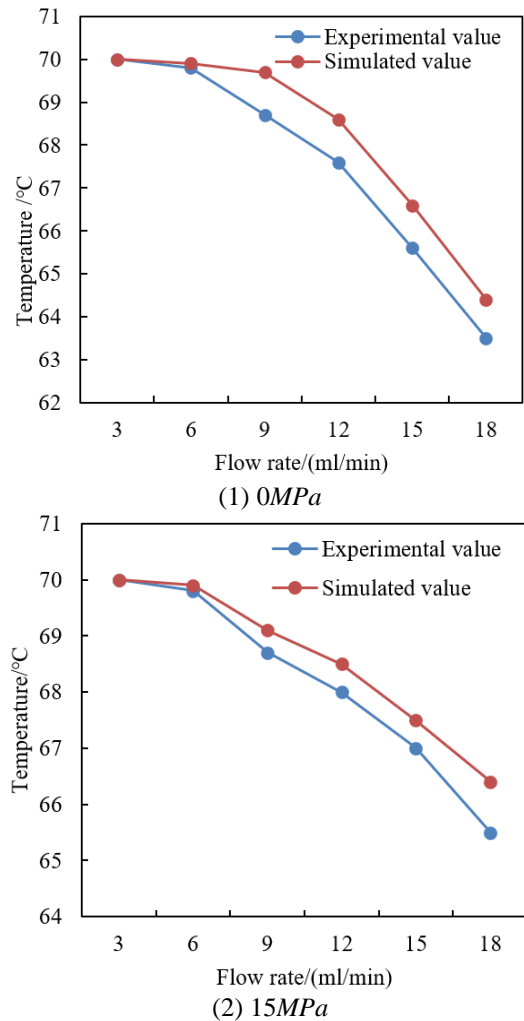 71
70
69
68
67
66
65
64
63
62
Temperature /°C
Experimental value
Simulated value
3 6 9 12 15 18
Flow rate/(ml/min)
(1) 0MPa
71
70
69
68
67
66
65
64
Temperature/°C
Experimental value
Simulated value
3 6 9 12 15 18
Flow rate/(ml/min)
(2) 15MPa